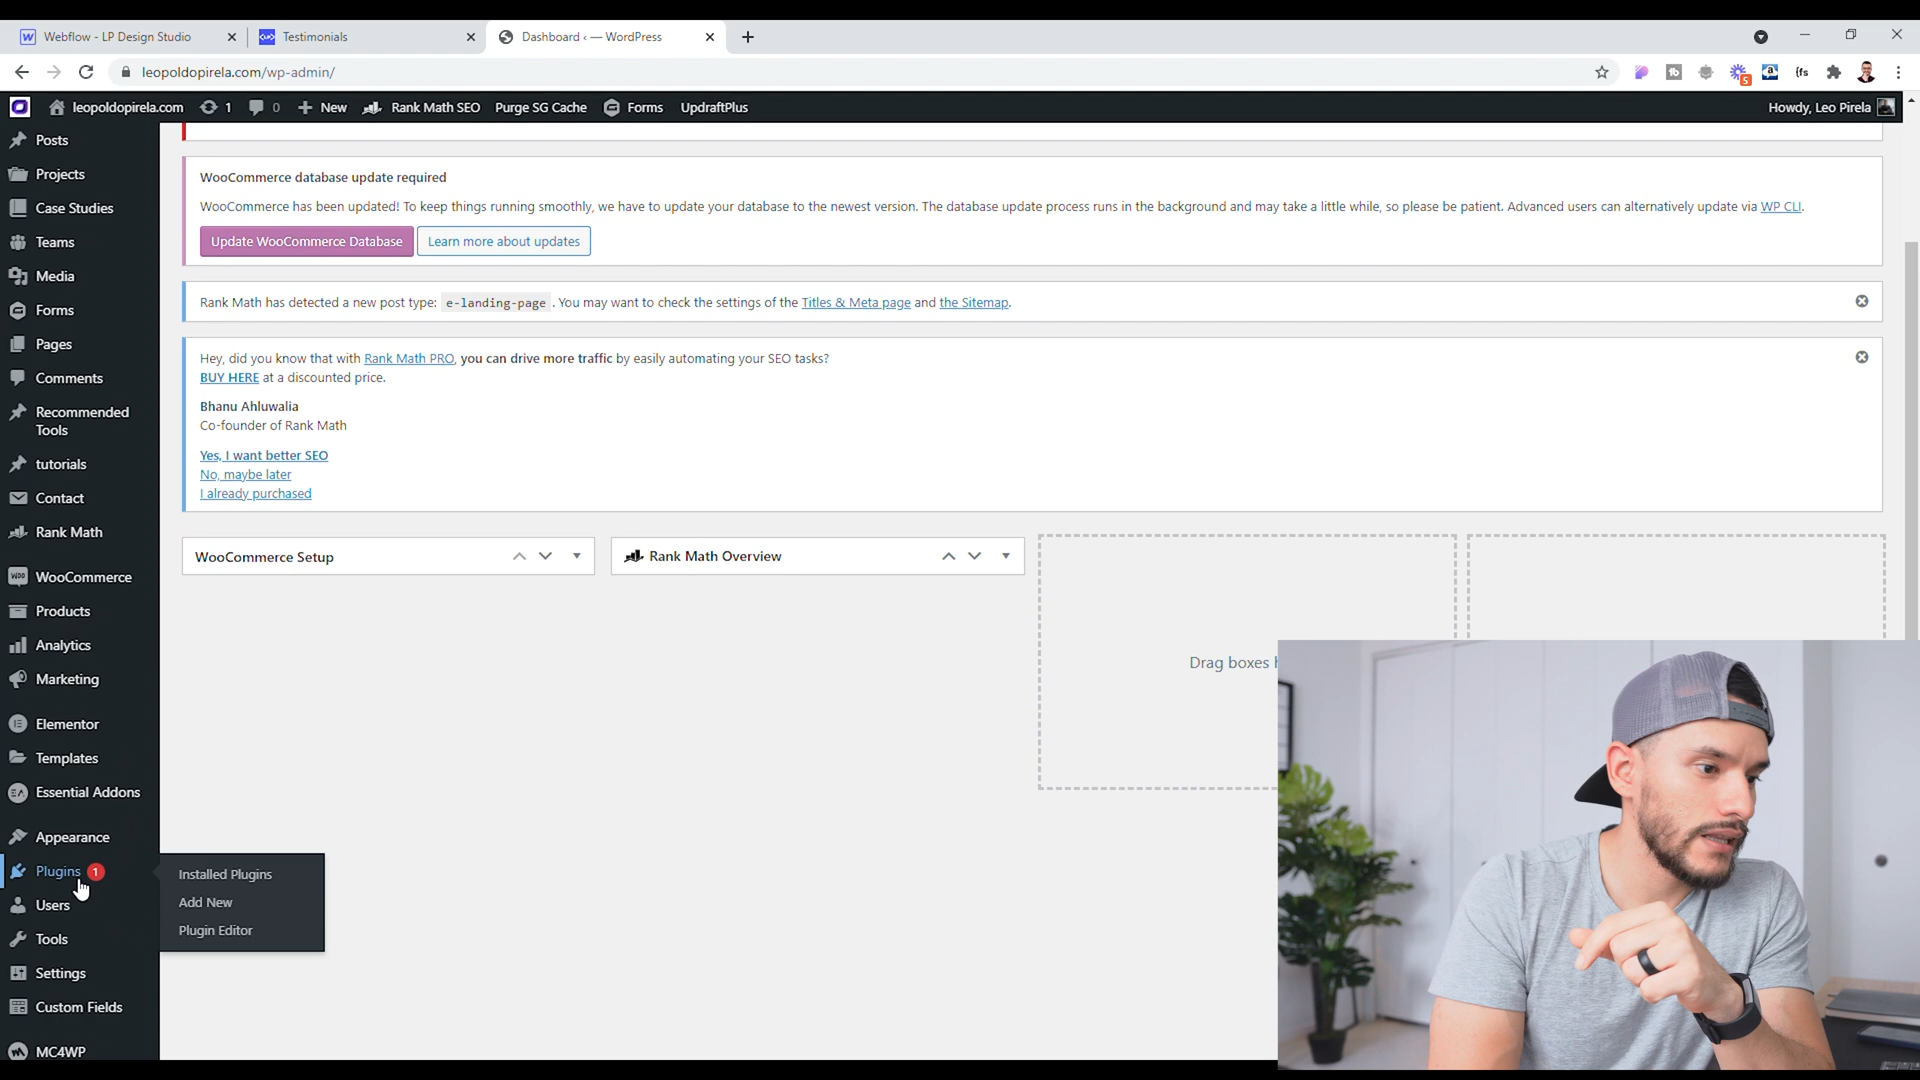 Webflow - LP Design Studio
Testimonials
Dashboard ‹ — WordPress
leopoldopirela.com/wp-admin/
leopoldopirela.com
1
0
New
Rank Math SEO
Purge SG Cache
Forms
UpdraftPlus
Howdy, Leo Pirela
Posts
Projects
Case Studies
Teams
Media
Forms
Pages
Comments
Recommended
Tools
tutorials
Contact
Rank Math
WooCommerce
Products
Analytics
Marketing
Elementor
Templates
Essential Addons
Appearance
Plugins 1
Users
Tools
Settings
Custom Fields
MC4WP
Installed Plugins
Add New
Plugin Editor
WooCommerce database update required
WooCommerce has been updated! To keep things running smoothly, we have to update your database to the newest version. The database update process runs in the background and may take a little while, so please be patient. Advanced users can alternatively update via WP CLI.
Update WooCommerce Database
Learn more about updates
Rank Math has detected a new post type: e-landing-page . You may want to check the settings of the Titles & Meta page and the Sitemap.
Hey, did you know that with Rank Math PRO, you can drive more traffic by easily automating your SEO tasks?
BUY HERE at a discounted price.
Bhanu Ahluwalia
Co-founder of Rank Math
Yes, I want better SEO
No, maybe later
I already purchased
WooCommerce Setup
Rank Math Overview
Drag boxes